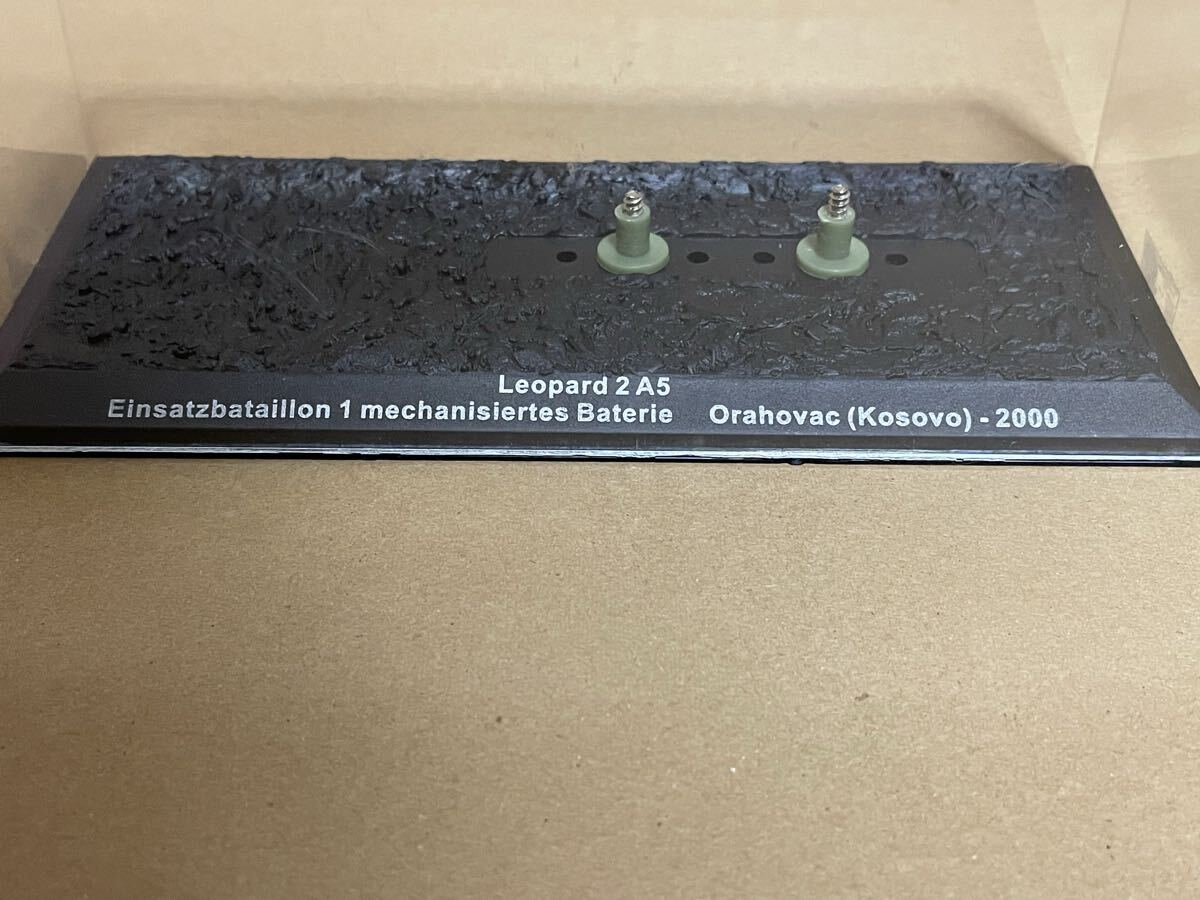 Leopard 2 A5
Einsatzbataillon 1 mechanisiertes Baterie Orahovac (Kosovo) - 2000